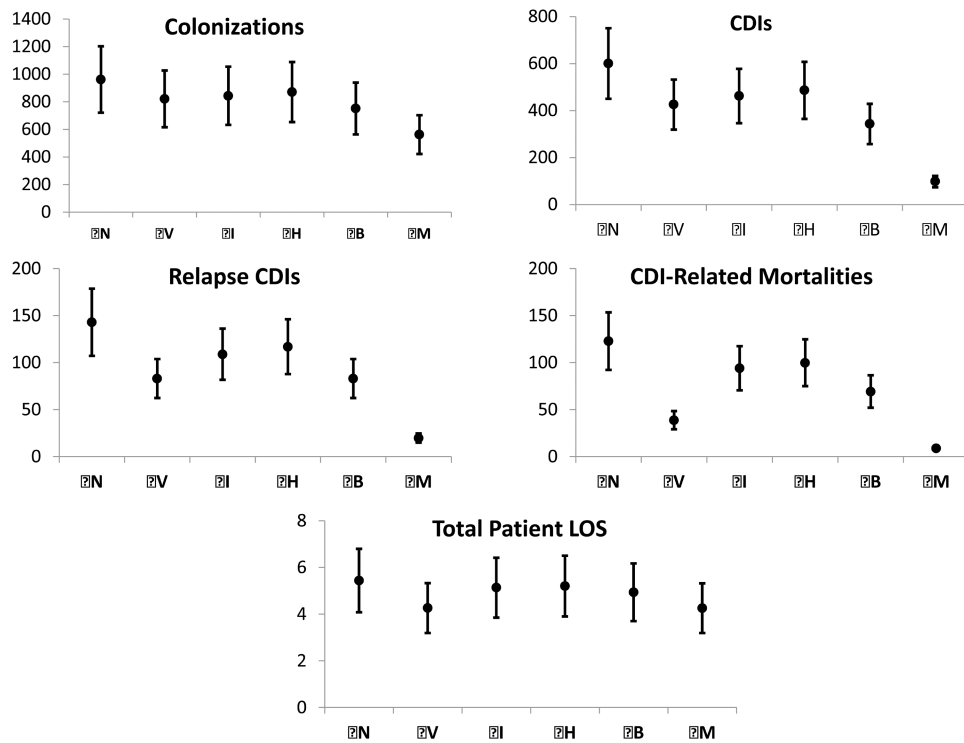 Colonizations
1400
1200
1000
800
600
400
200
0
⍰N ⍰V ⍰I ⍰H ⍰B ⍰M
CDIs
800
600
400
200
0
⍰N ⍰V ⍰I ⍰H ⍰B ⍰M
Relapse CDIs
200
150
100
50
0
⍰N ⍰V ⍰I ⍰H ⍰B ⍰M
CDI-Related Mortalities
200
150
100
50
0
⍰N ⍰V ⍰I ⍰H ⍰B ⍰M
Total Patient LOS
8
6
4
2
0
⍰N ⍰V ⍰I ⍰H ⍰B ⍰M